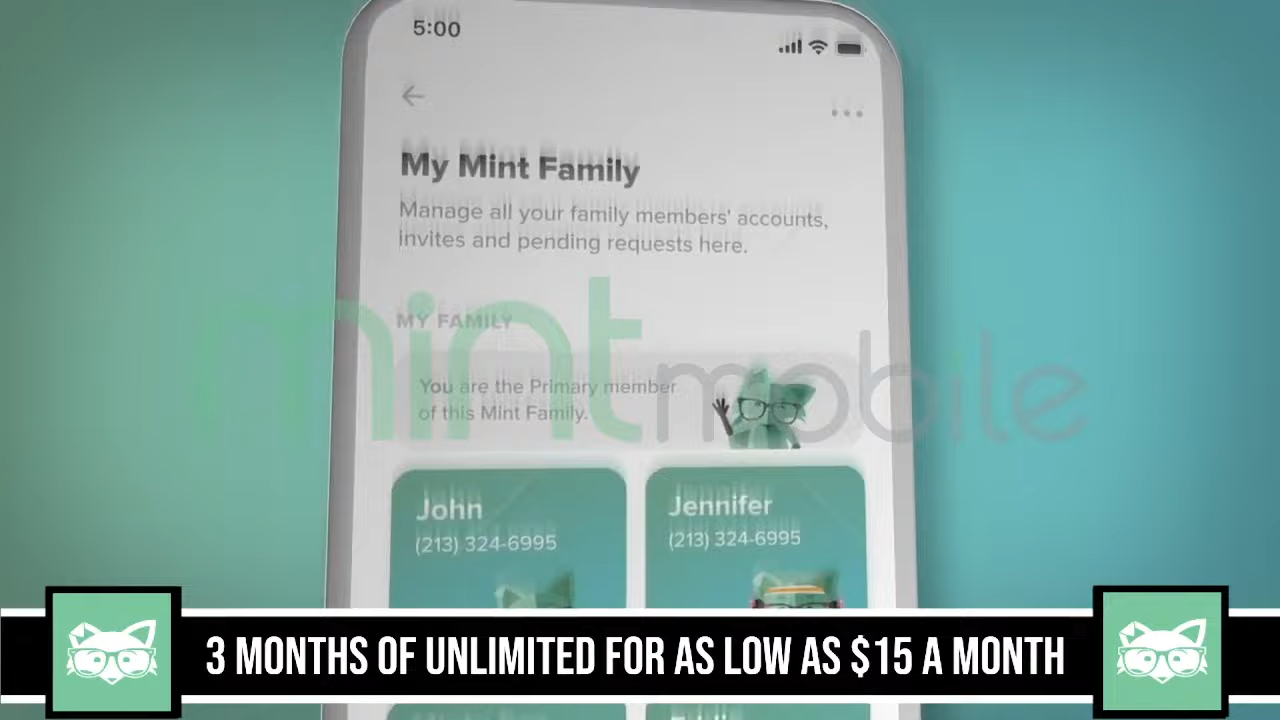 5:00
My Mint Family
Manage all your family members' accounts,
invites and pending requests here.
MY FAMILY
You are the Primary member
of this Mint Family.
mint mobile
John
(213) 324-6995
Jennifer
(213) 324-6995
3 MONTHS OF UNLIMITED FOR AS LOW AS $15 A MONTH